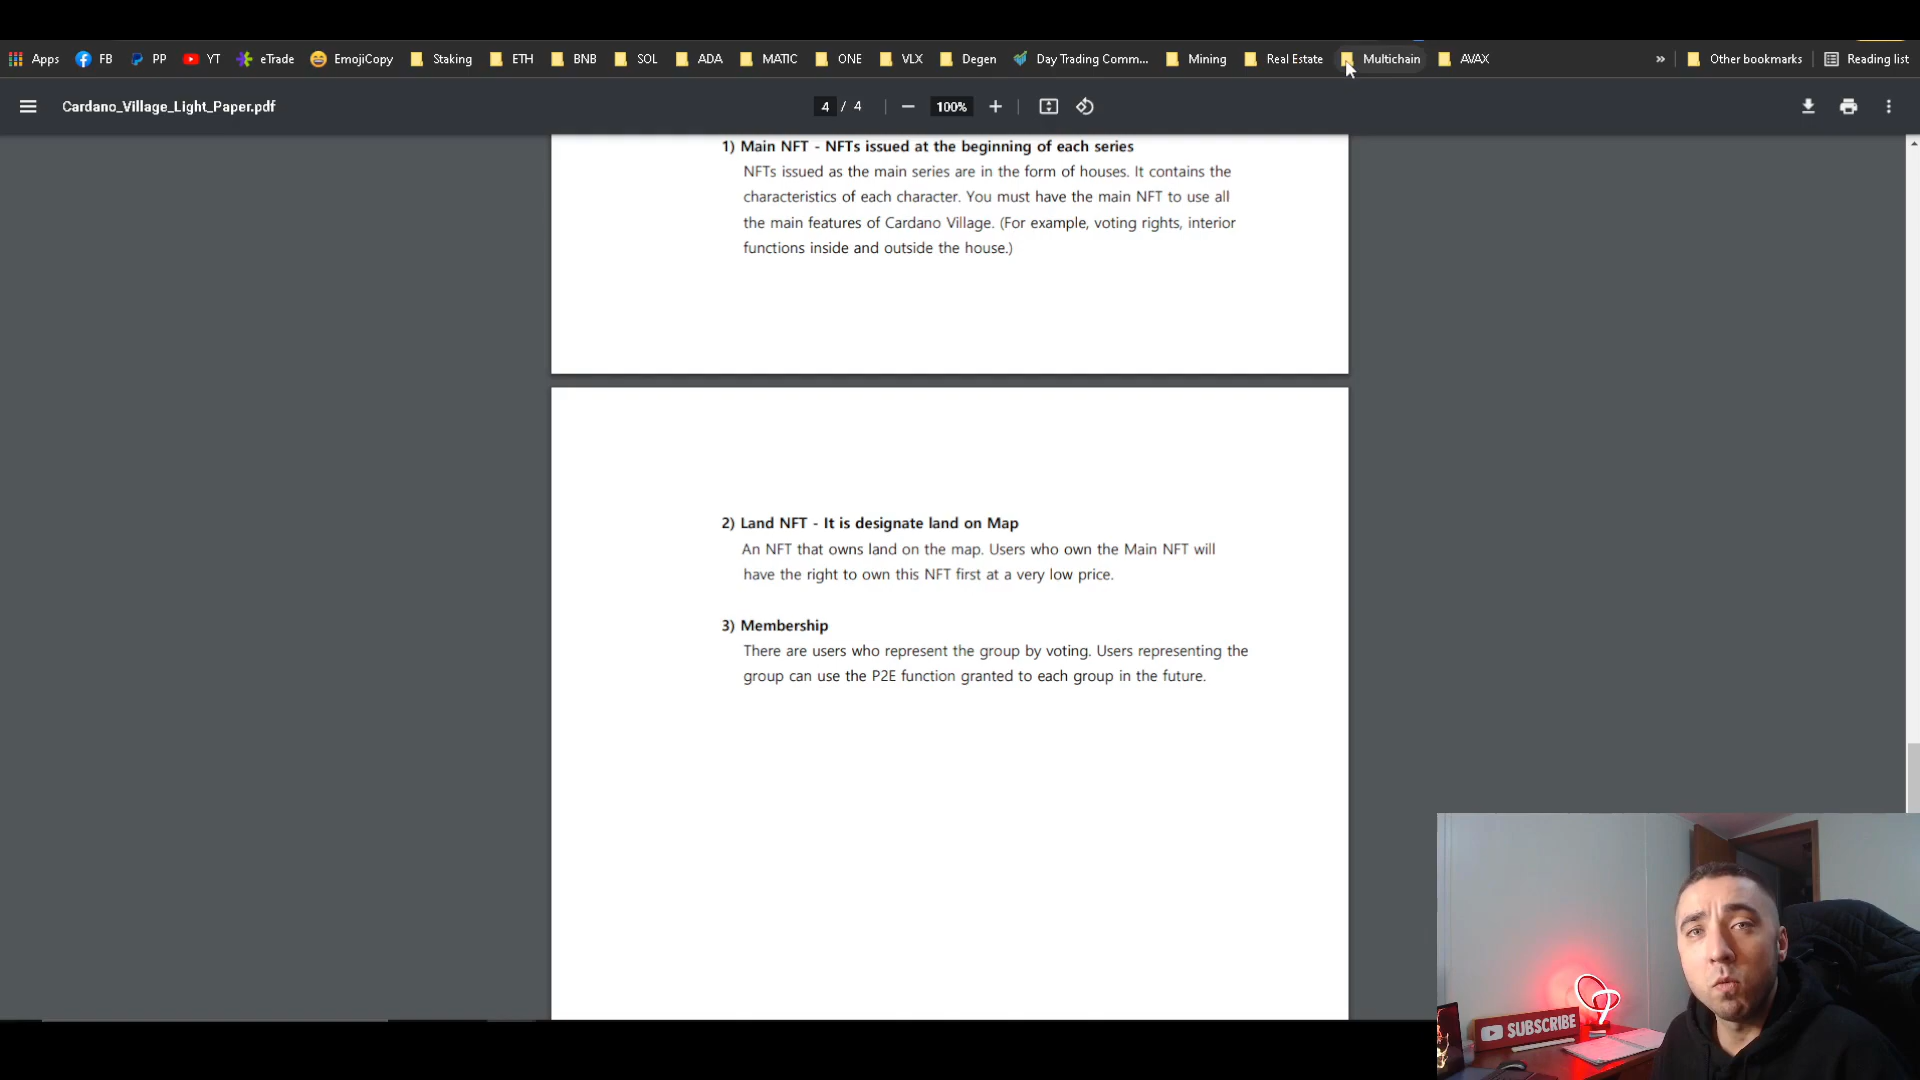 Apps FB PP YT eTrade EmojiCopy Staking ETH BNB SOL ADA MATIC ONE VLX Degen Day Trading Comm... Mining Real Estate Multichain AVAX » Other bookmarks Reading list
Cardano_Village_Light_Paper.pdf 4 / 4 100%
1) Main NFT - NFTs issued at the beginning of each series
NFTs issued as the main series are in the form of houses. It contains the
characteristics of each character. You must have the main NFT to use all
the main features of Cardano Village. (For example, voting rights, interior
functions inside and outside the house.)
2) Land NFT - It is designate land on Map
An NFT that owns land on the map. Users who own the Main NFT will
have the right to own this NFT first at a very low price.
3) Membership
There are users who represent the group by voting. Users representing the
group can use the P2E function granted to each group in the future.
SUBSCRIBE